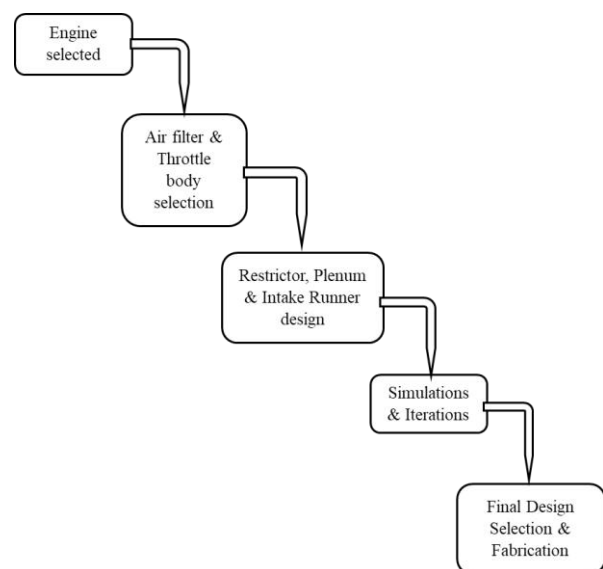 Engine
selected
Air filter &
Throttle
body
selection
Restrictor, Plenum
& Intake Runner
design
Simulations
& Iterations
Final Design
Selection &
Fabrication